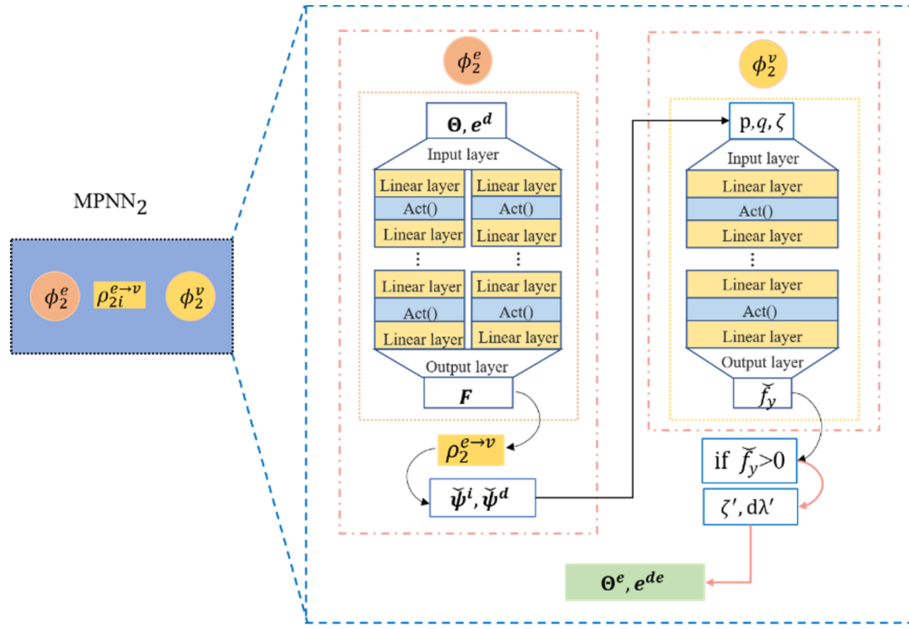 MPNN₂
ϕ₂ᵉ ρ₂ᵢᵉ→ᵛ ϕ₂ᵛ
ϕ₂ᵉ
Θ, eᵈ
Input layer
Linear layer Linear layer
Act() Act()
Linear layer Linear layer
⋯ ⋯
Linear layer Linear layer
Act() Act()
Linear layer Linear layer
Output layer
F
ρ₂ᵉ→ᵛ
ψ̆ⁱ, ψ̆ᵈ
ϕ₂ᵛ
p, q, ζ
Input layer
Linear layer
Act()
Linear layer
⋯
Linear layer
Act()
Linear layer
Output layer
f̆_y
if f̆_y>0
ζ′, dλ′
Θᵉ, eᵈᵉ